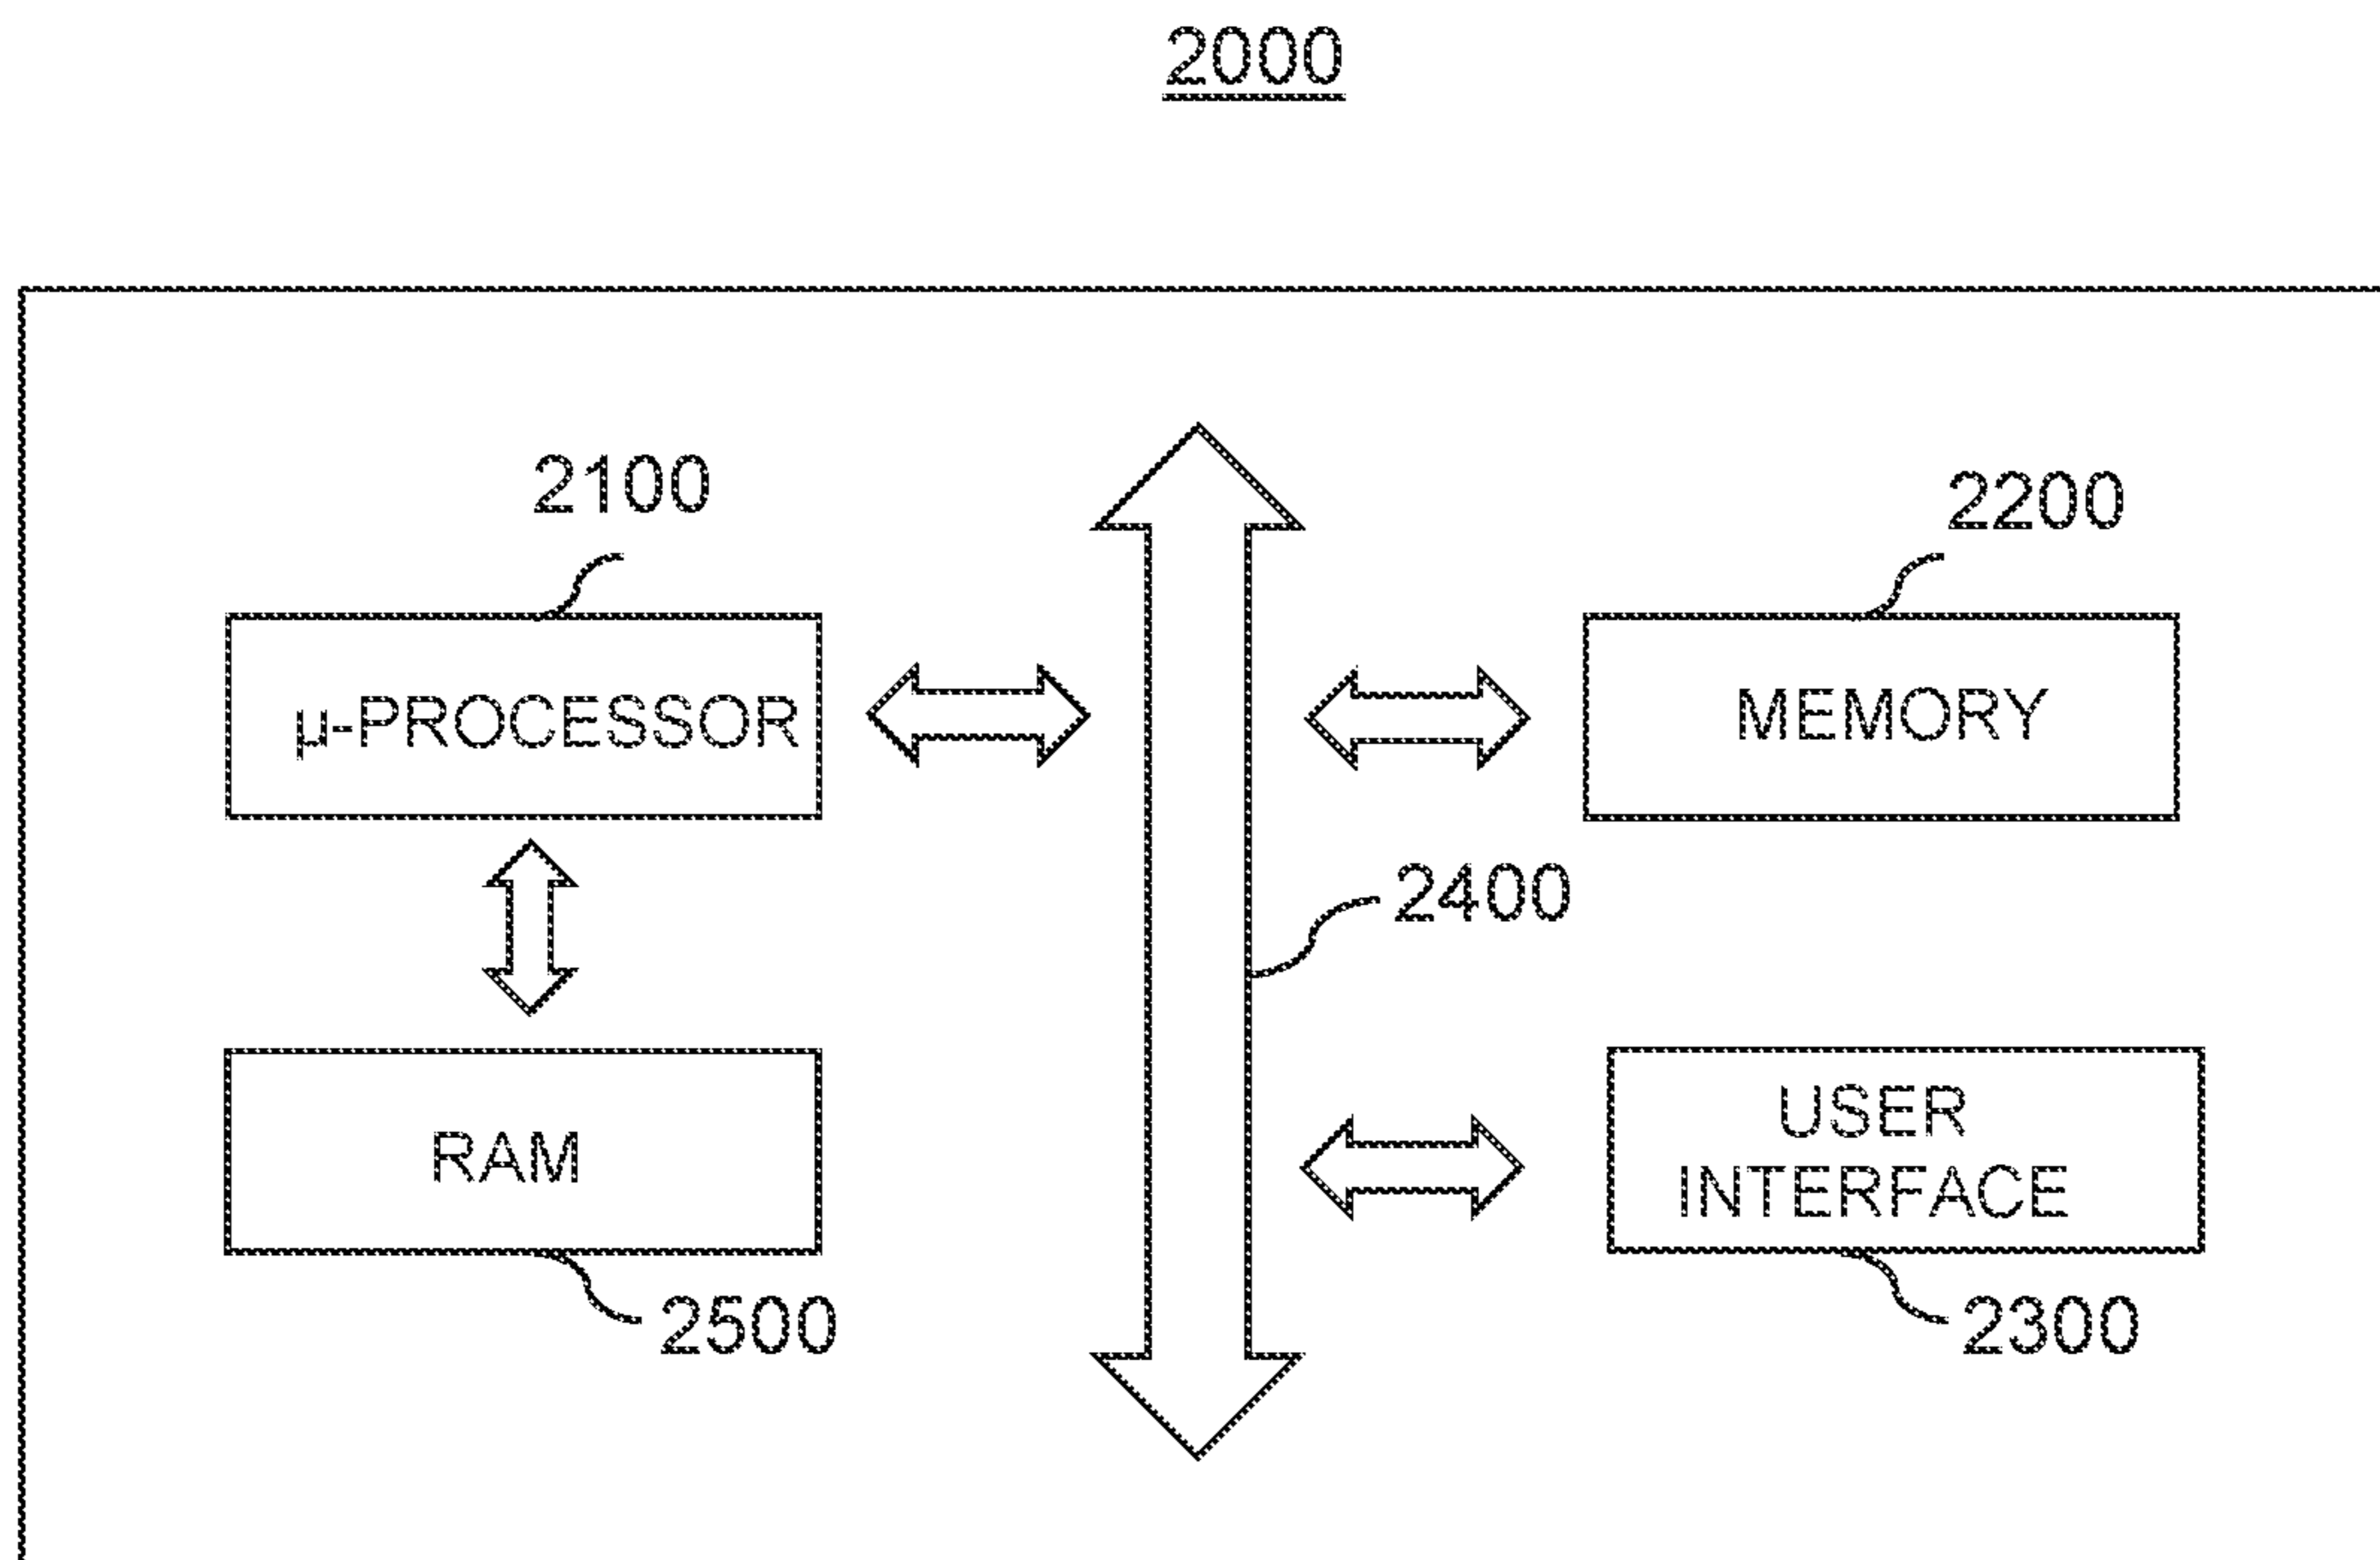 2000
2100
2200
µ-PROCESSOR
MEMORY
2400
RAM
USER
INTERFACE
2500
2300